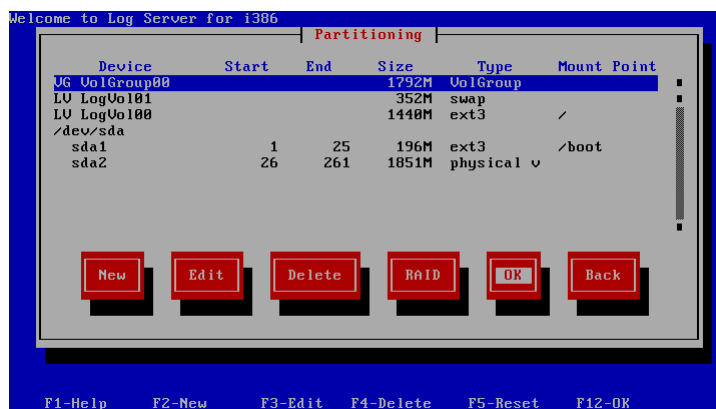 Welcome to Log Server for i386
Partitioning
Device Start End Size Type Mount Point
VG VolGroup00 1792M VolGroup
LV LogVol01 352M swap
LV LogVol00 1440M ext3 /
/dev/sda
sda1 1 25 196M ext3 /boot
sda2 26 261 1851M physical v
New Edit Delete RAID OK Back
F1-Help F2-New F3-Edit F4-Delete F5-Reset F12-OK